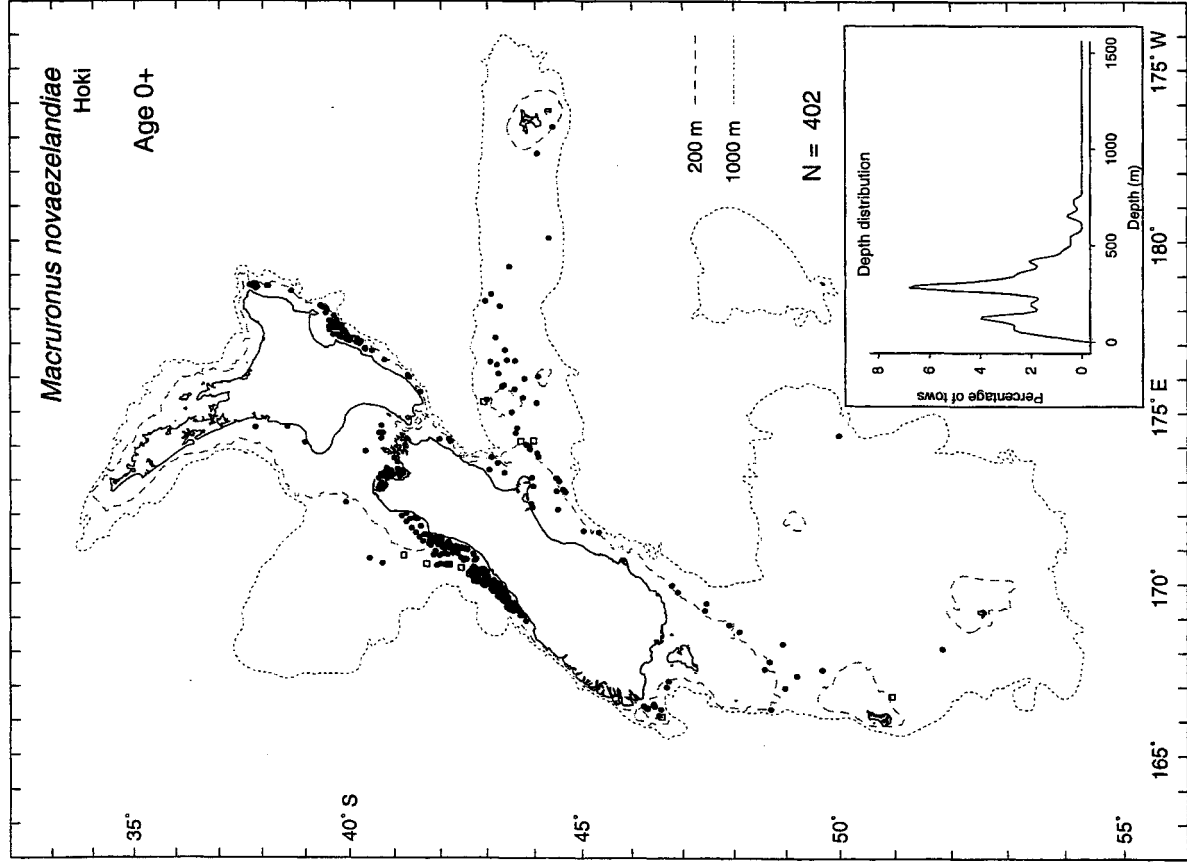 Macruronus novaezelandiae
Hoki
Age 0+
35°
40° S
45°
50°
55°
165°
170°
175° E
180°
175° W
200 m
1000 m
N = 402
Depth distribution
Percentage of tows
8
6
4
2
0
0
500
1000
1500
Depth (m)